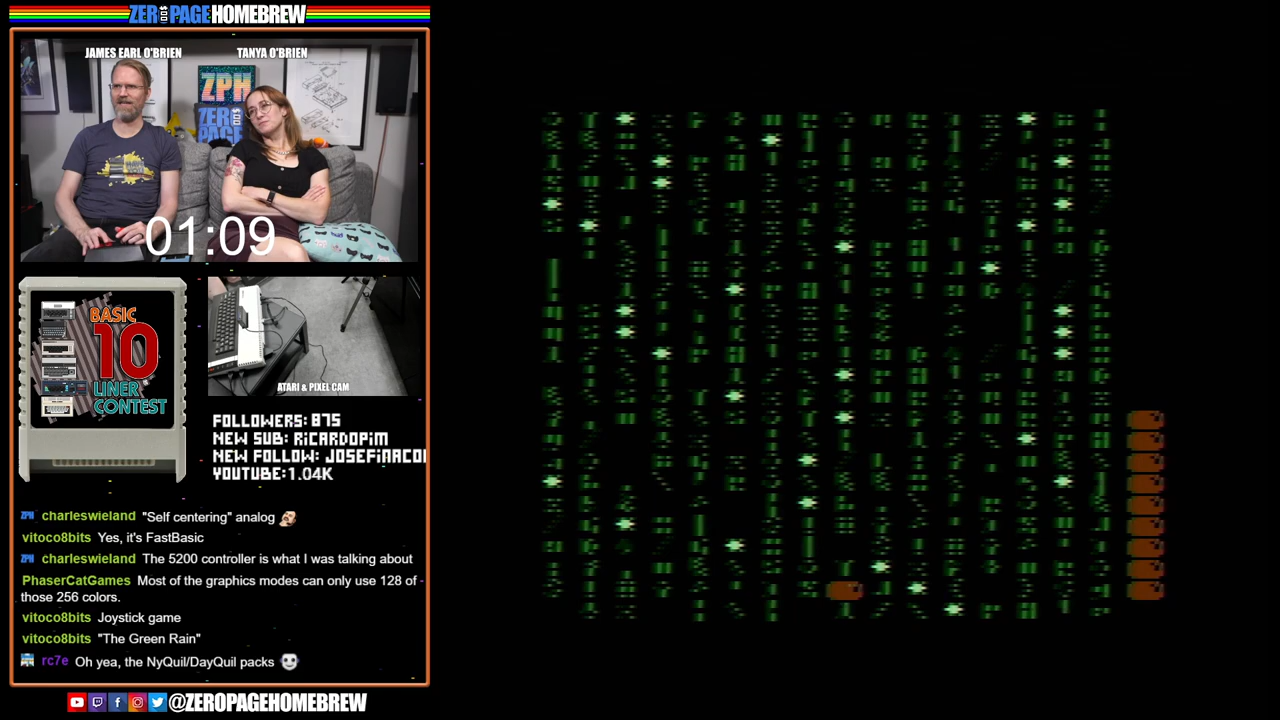 ZEROPAGEHOMEBREW
JAMES EARL O'BRIEN
TANYA O'BRIEN
ZPH
ZERO
PAGE
01:09
BASIC
10
LINER
CONTEST
ATARI & PIXEL CAM
FOLLOWERS: 875
NEW SUB: RICARDOPIM
NEW FOLLOW: JOSEFINACO
YOUTUBE:1.04K
charleswieland "Self centering" analog
vitoco8bits Yes, it's FastBasic
charleswieland The 5200 controller is what I was talking about
PhaserCatGames Most of the graphics modes can only use 128 of
those 256 colors.
vitoco8bits Joystick game
vitoco8bits "The Green Rain"
rc7e Oh yea, the NyQuil/DayQuil packs
@ZEROPAGEHOMEBREW